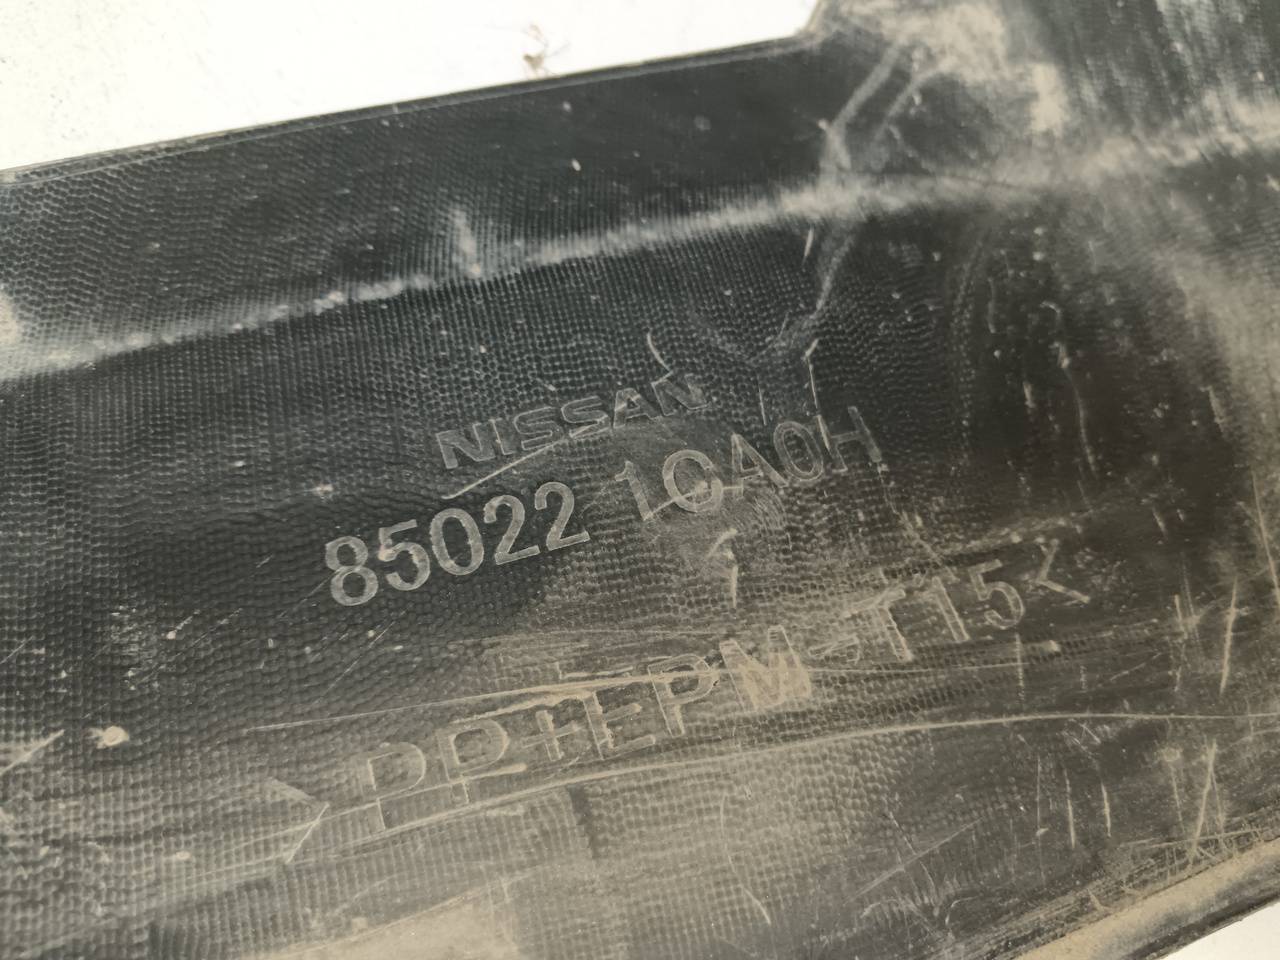 NISSAN
85022 1CA0H
>PP+EPM-T15<